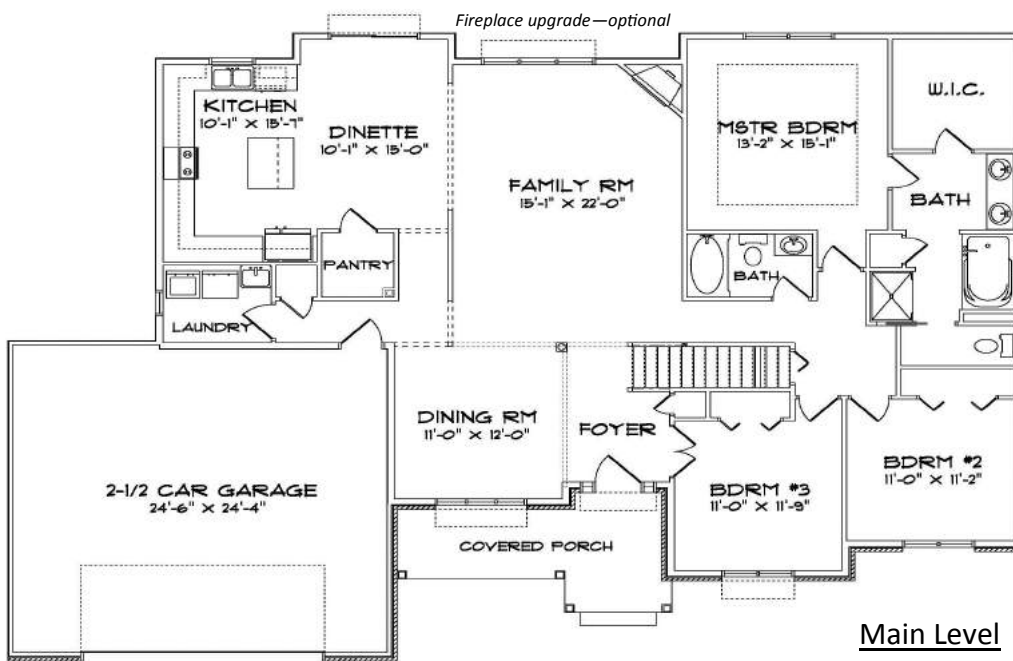 Fireplace upgrade—optional
KITCHEN
10'-1" X 15'-7"
DINETTE
10'-1" X 15'-0"
FAMILY RM
15'-1" X 22'-0"
MSTR BDRM
13'-2" X 15'-1"
W.I.C.
BATH
PANTRY
BATH
LAUNDRY
DINING RM
11'-0" X 12'-0"
FOYER
2-1/2 CAR GARAGE
24'-6" X 24'-4"
BDRM #3
11'-0" X 11'-9"
BDRM #2
11'-0" X 11'-2"
COVERED PORCH
Main Level